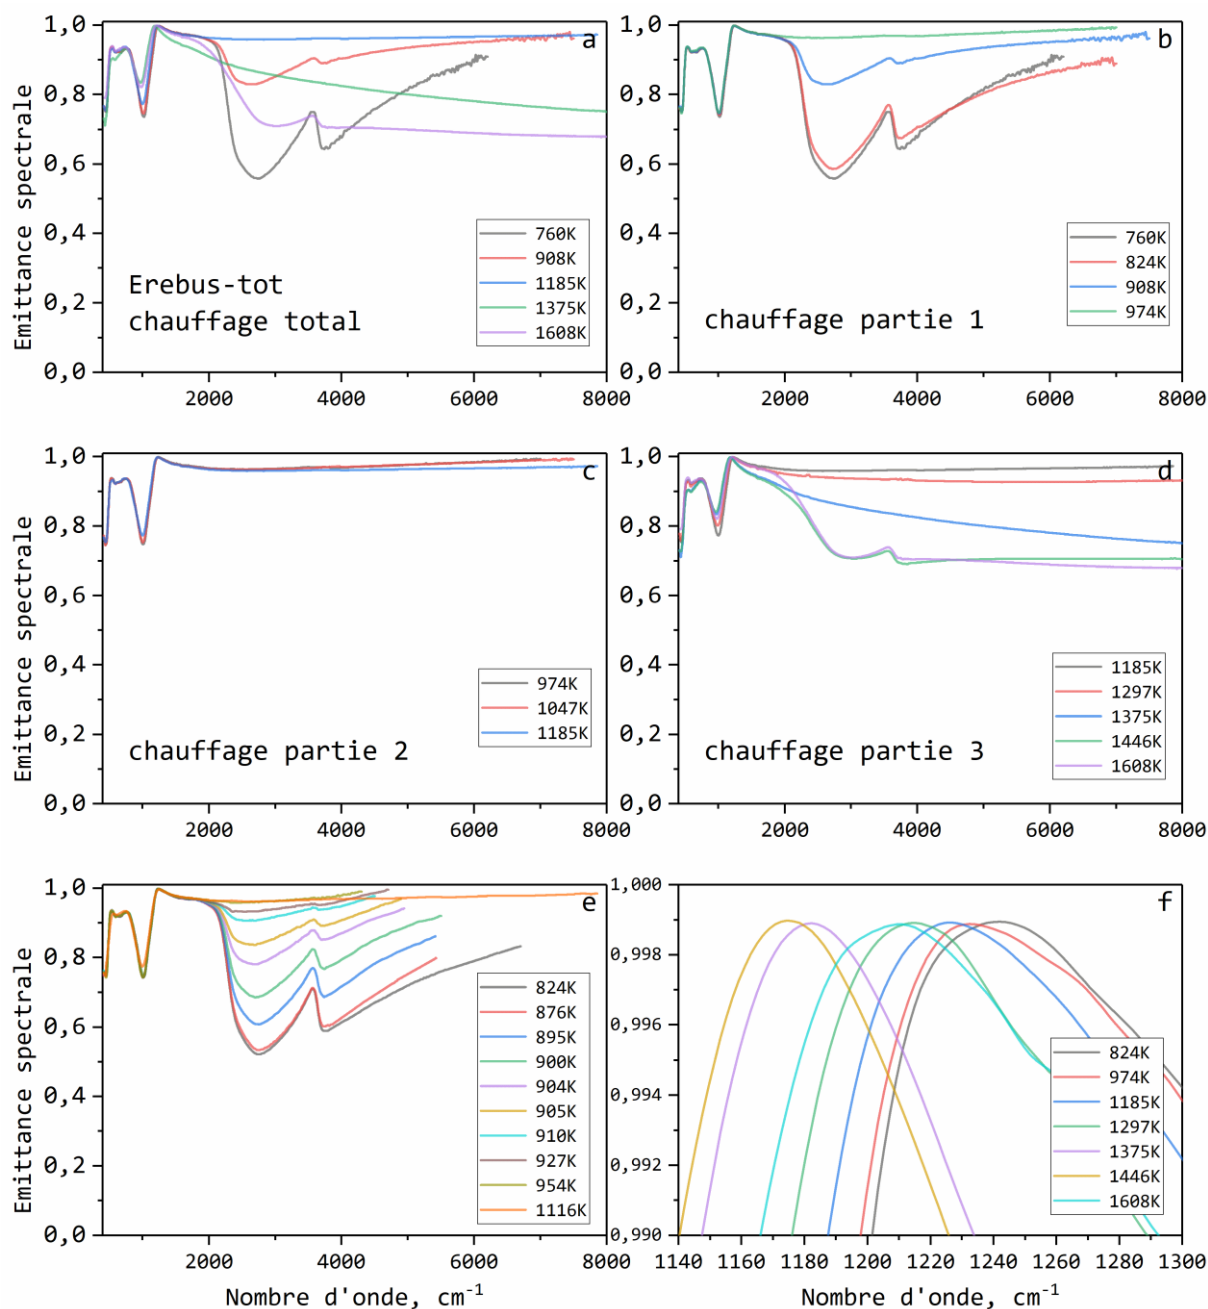 1,0
0,8
0,6
0,4
0,2
0,0
Emittance spectrale
a
760K
908K
1185K
1375K
1608K
Erebus-tot
chauffage total
2000
4000
6000
8000
1,0
0,8
0,6
0,4
0,2
0,0
b
760K
824K
908K
974K
chauffage partie 1
2000
4000
6000
8000
1,0
0,8
0,6
0,4
0,2
0,0
Emittance spectrale
c
974K
1047K
1185K
chauffage partie 2
2000
4000
6000
8000
1,0
0,8
0,6
0,4
0,2
0,0
d
1185K
1297K
1375K
1446K
1608K
chauffage partie 3
2000
4000
6000
8000
1,0
0,8
0,6
0,4
0,2
0,0
Emittance spectrale
e
824K
876K
895K
900K
904K
905K
910K
927K
954K
1116K
2000
4000
6000
8000
Nombre d'onde, cm⁻¹
1,000
0,998
0,996
0,994
0,992
0,990
f
824K
974K
1185K
1297K
1375K
1446K
1608K
1140 1160 1180 1200 1220 1240 1260 1280 1300
Nombre d'onde, cm⁻¹